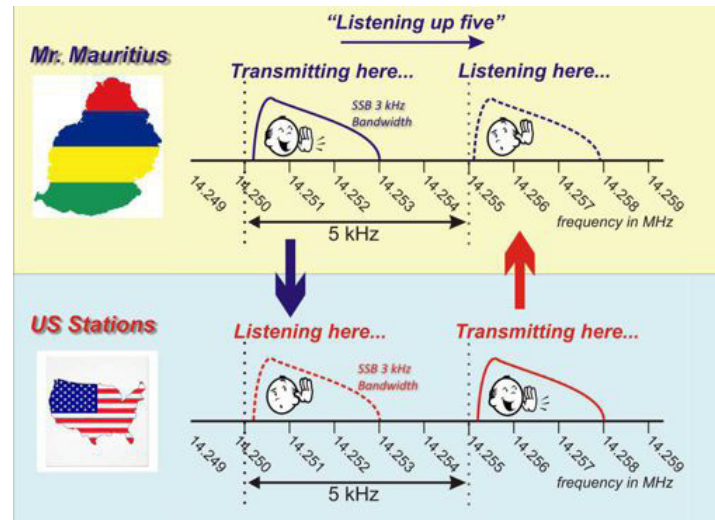 “Listening up five”
Mr. Mauritius
Transmitting here...
Listening here...
SSB 3 kHz
Bandwidth
14.249
14.250
14.251
14.252
14.253
14.254
14.255
14.256
14.257
14.258
14.259
frequency in MHz
5 kHz
US Stations
Listening here...
Transmitting here...
SSB 3 kHz
Bandwidth
14.249
14.250
14.251
14.252
14.253
14.254
14.255
14.256
14.257
14.258
14.259
frequency in MHz
5 kHz